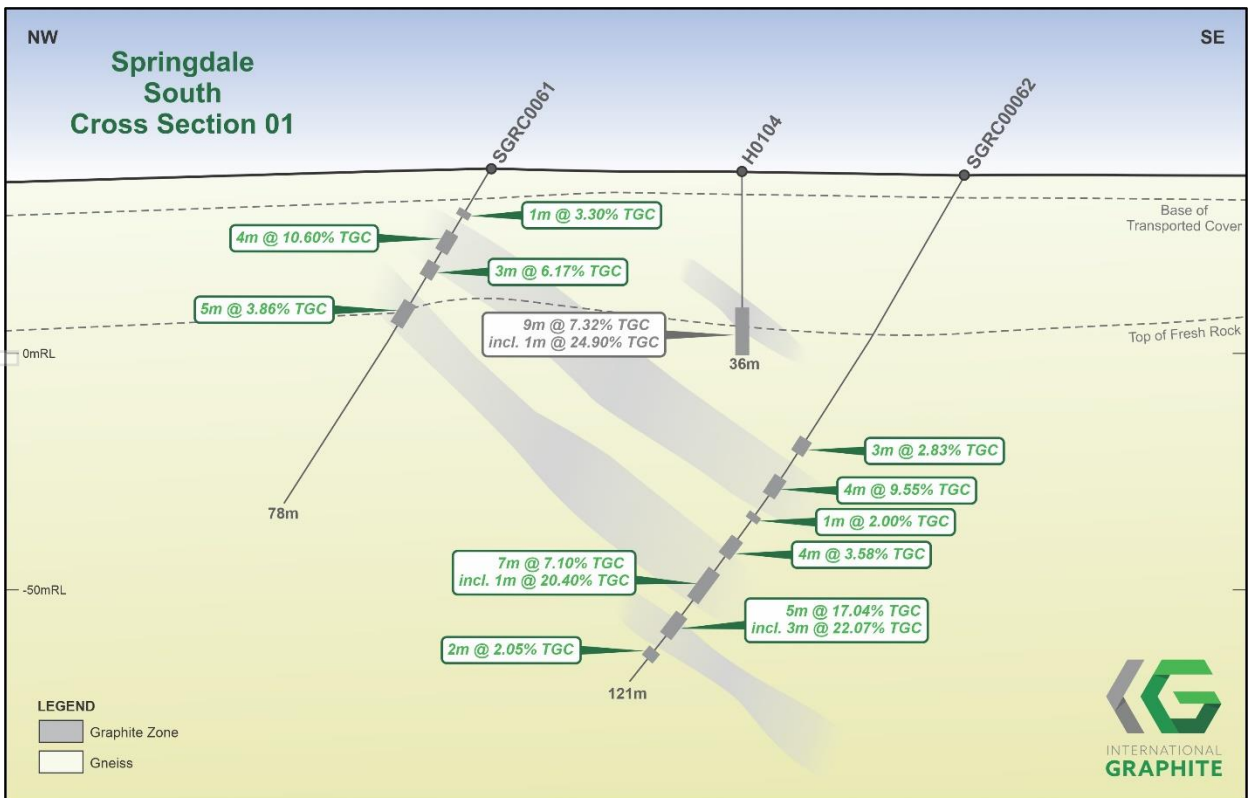 NW
SE
Springdale
South
Cross Section 01
SGRC0061
H0104
SGRC00062
1m @ 3.30% TGC
4m @ 10.60% TGC
3m @ 6.17% TGC
5m @ 3.86% TGC
Base of
Transported Cover
9m @ 7.32% TGC
incl. 1m @ 24.90% TGC
Top of Fresh Rock
0mRL
36m
3m @ 2.83% TGC
4m @ 9.55% TGC
78m
1m @ 2.00% TGC
4m @ 3.58% TGC
7m @ 7.10% TGC
incl. 1m @ 20.40% TGC
-50mRL
5m @ 17.04% TGC
incl. 3m @ 22.07% TGC
2m @ 2.05% TGC
121m
LEGEND
Graphite Zone
Gneiss
INTERNATIONAL
GRAPHITE